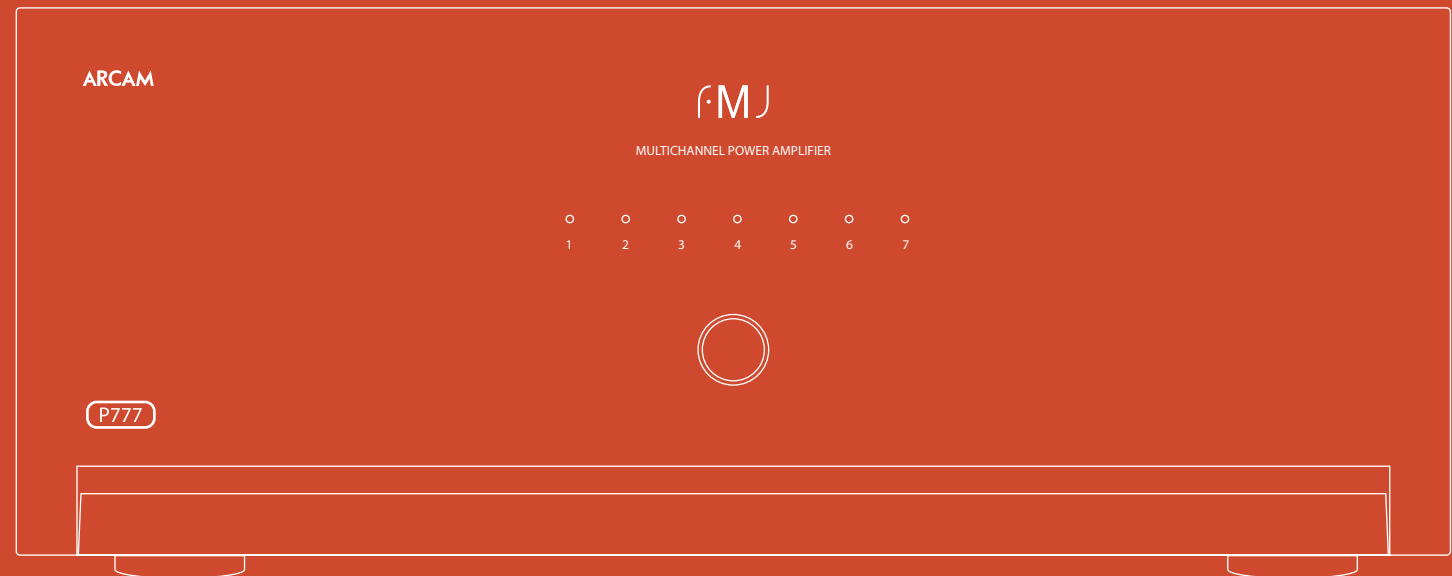 ARCAM
FMJ
MULTICHANNEL POWER AMPLIFIER
1 2 3 4 5 6 7
P777